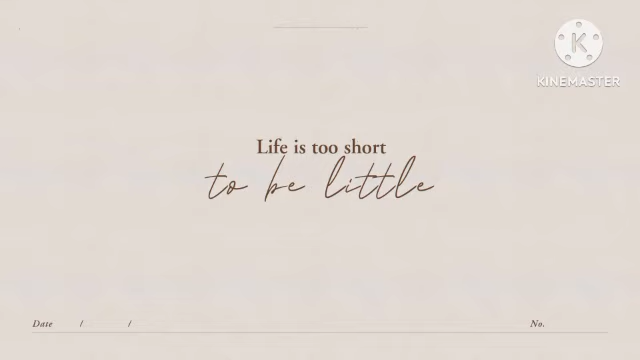 KINEMASTER
Life is too short
to be little
Date / / No.